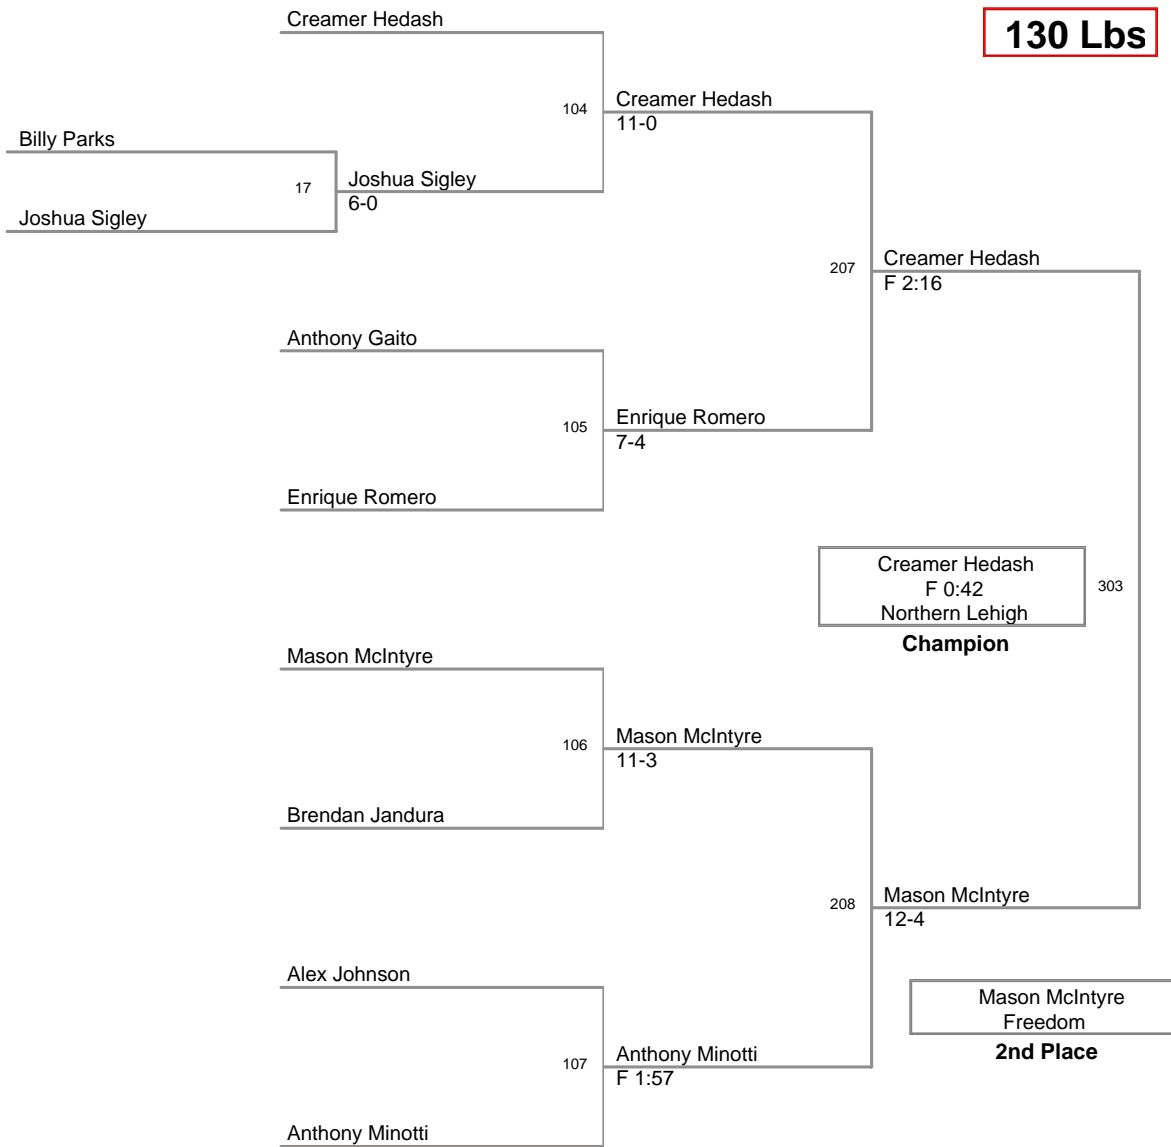 Creamer Hedash
130 Lbs
104
Creamer Hedash
11-0
Billy Parks
17
Joshua Sigley
6-0
Joshua Sigley
207
Creamer Hedash
F 2:16
Anthony Gaito
105
Enrique Romero
7-4
Enrique Romero
Creamer Hedash
F 0:42
Northern Lehigh
303
Champion
Mason McIntyre
106
Mason McIntyre
11-3
Brendan Jandura
208
Mason McIntyre
12-4
Alex Johnson
Mason McIntyre
Freedom
2nd Place
107
Anthony Minotti
F 1:57
Anthony Minotti